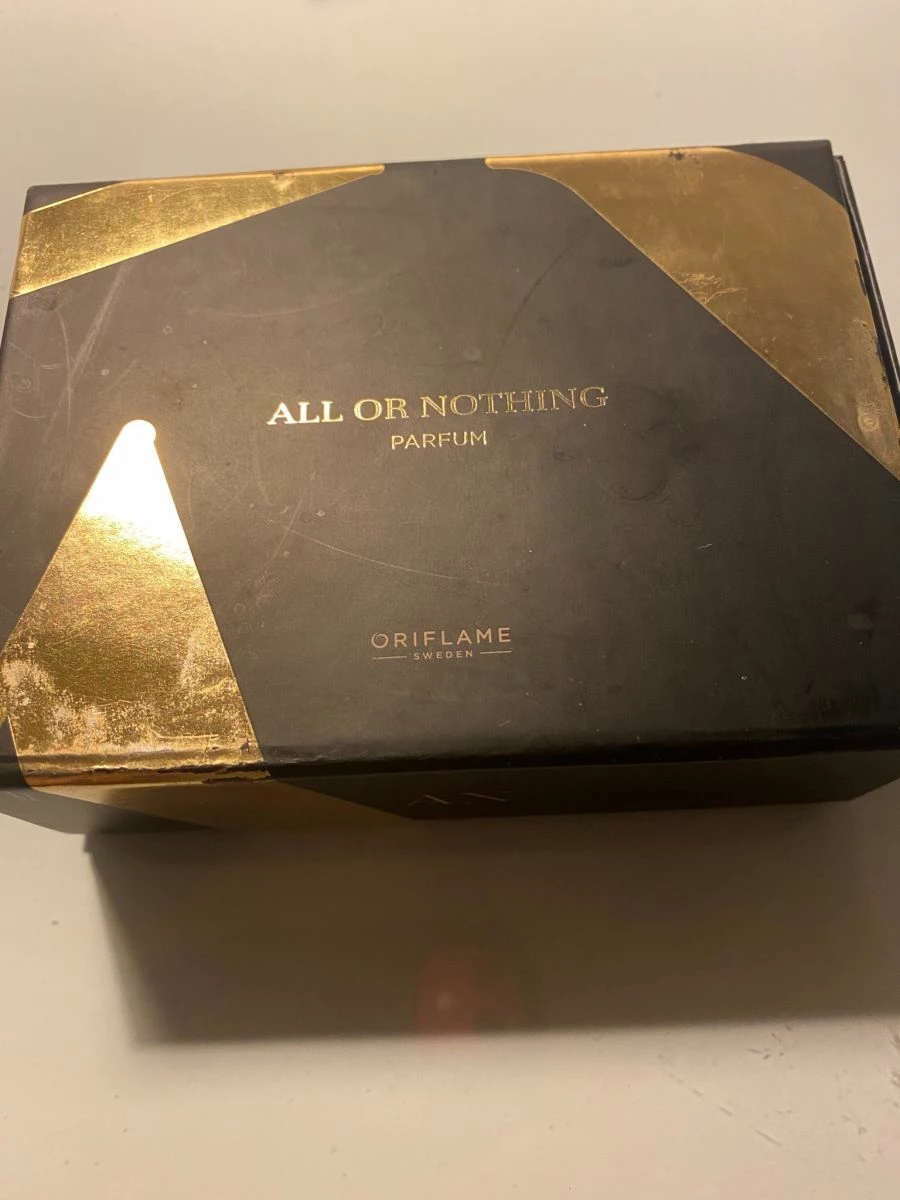 ALL OR NOTHING
PARFUM
ORIFLAME
SWEDEN